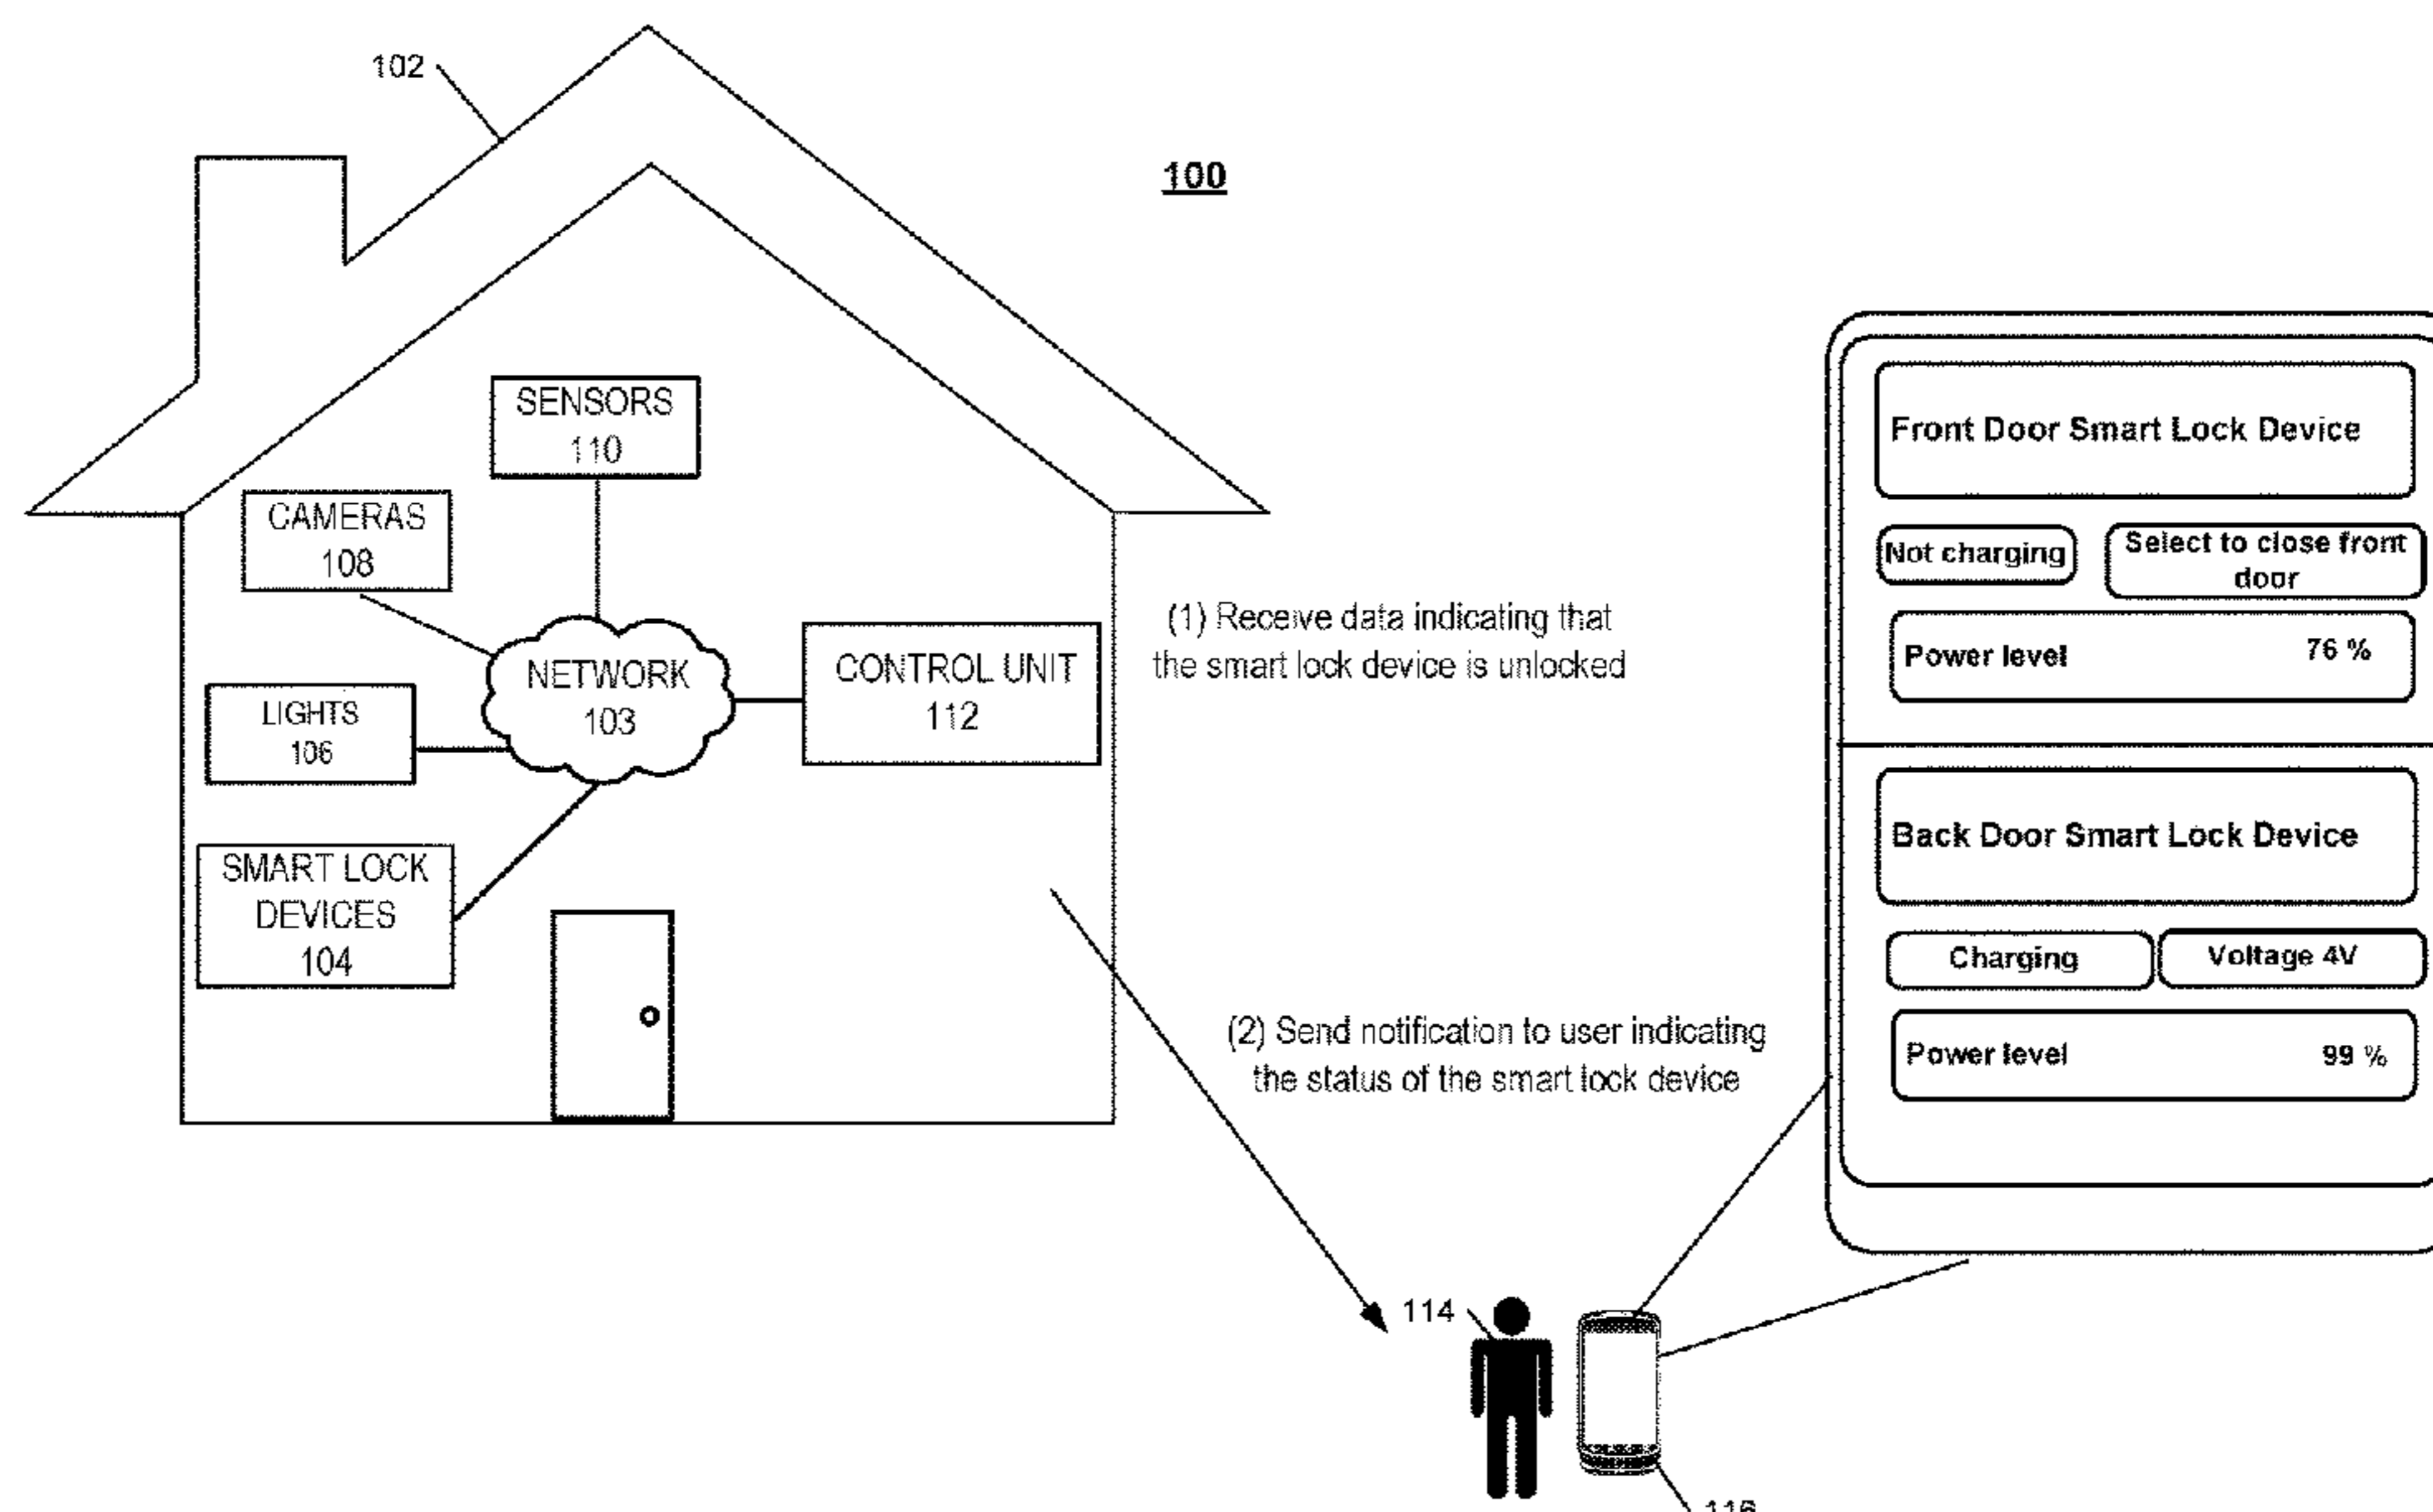 102
100
SENSORS
110
CAMERAS
108
NETWORK
103
CONTROL UNIT
112
LIGHTS
106
SMART LOCK
DEVICES
104
(1) Receive data indicating that
the smart lock device is unlocked
(2) Send notification to user indicating
the status of the smart lock device
114
116
Front Door Smart Lock Device
Not charging
Select to close front
door
Power level 76 %
Back Door Smart Lock Device
Charging
Voltage 4V
Power level 99 %